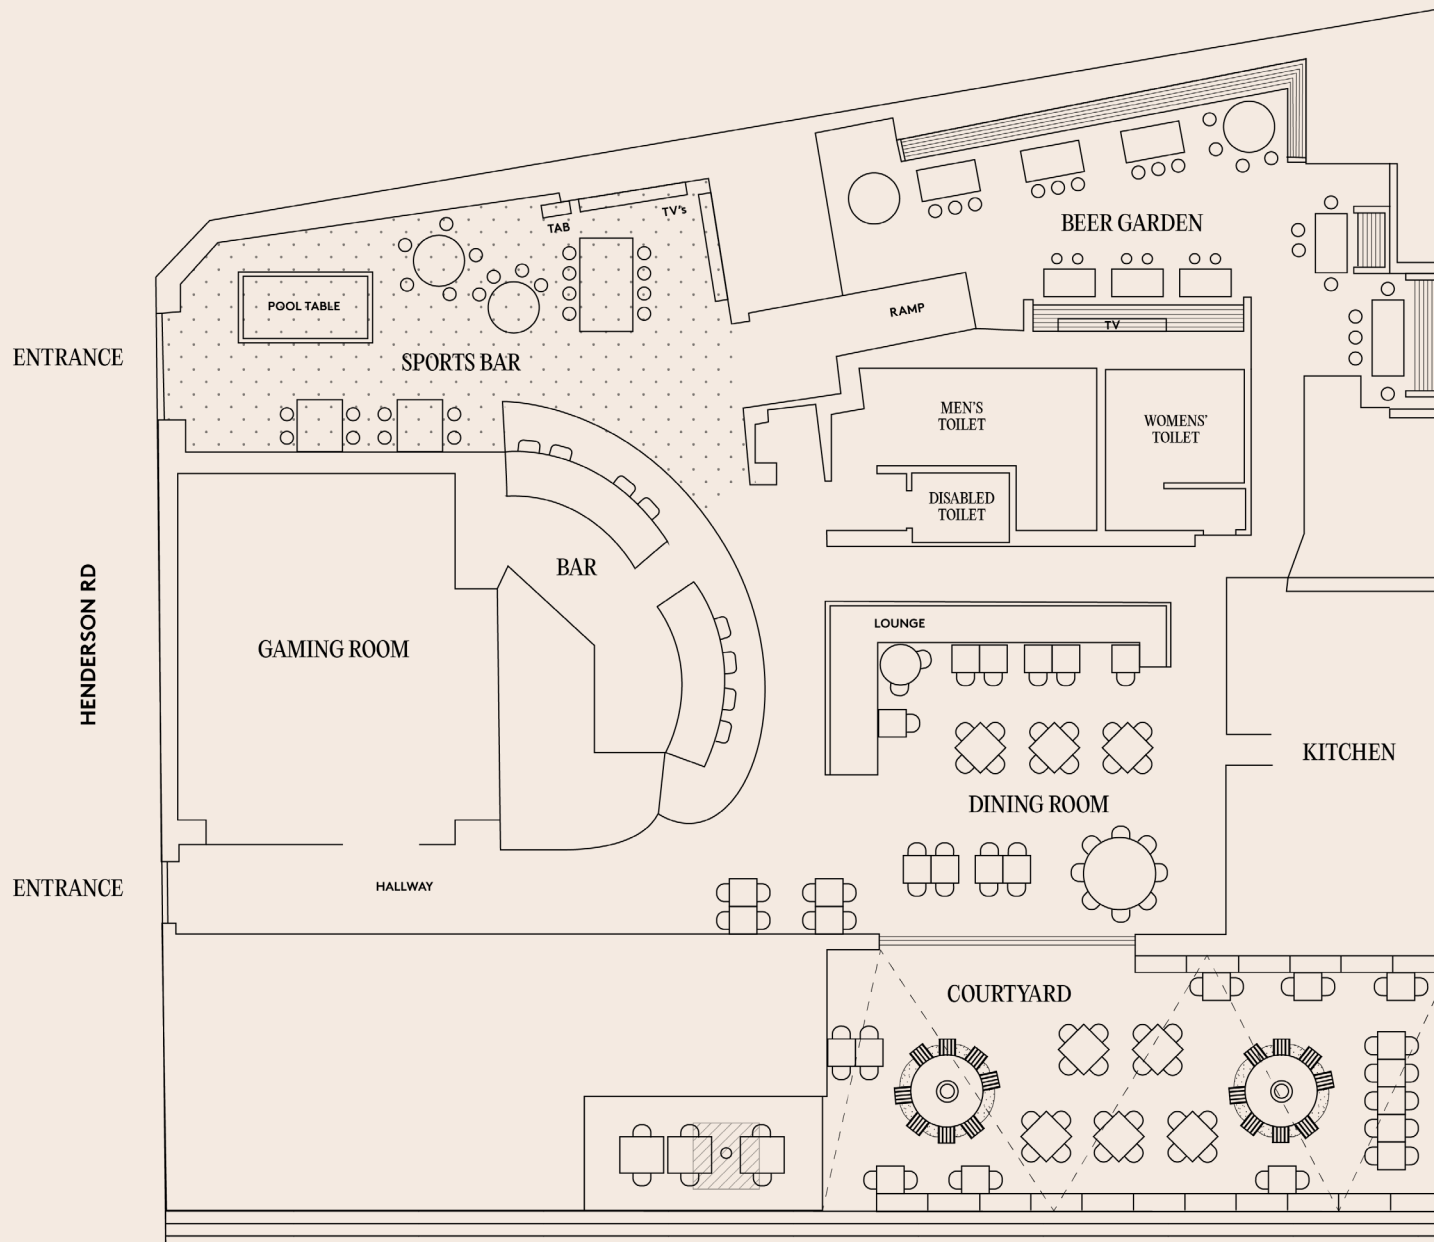 TAB
TV's
BEER GARDEN
POOL TABLE
RAMP
TV
ENTRANCE
SPORTS BAR
MEN'S
TOILET
WOMENS'
TOILET
DISABLED
TOILET
BAR
HENDERSON RD
GAMING ROOM
LOUNGE
KITCHEN
DINING ROOM
ENTRANCE
HALLWAY
COURTYARD